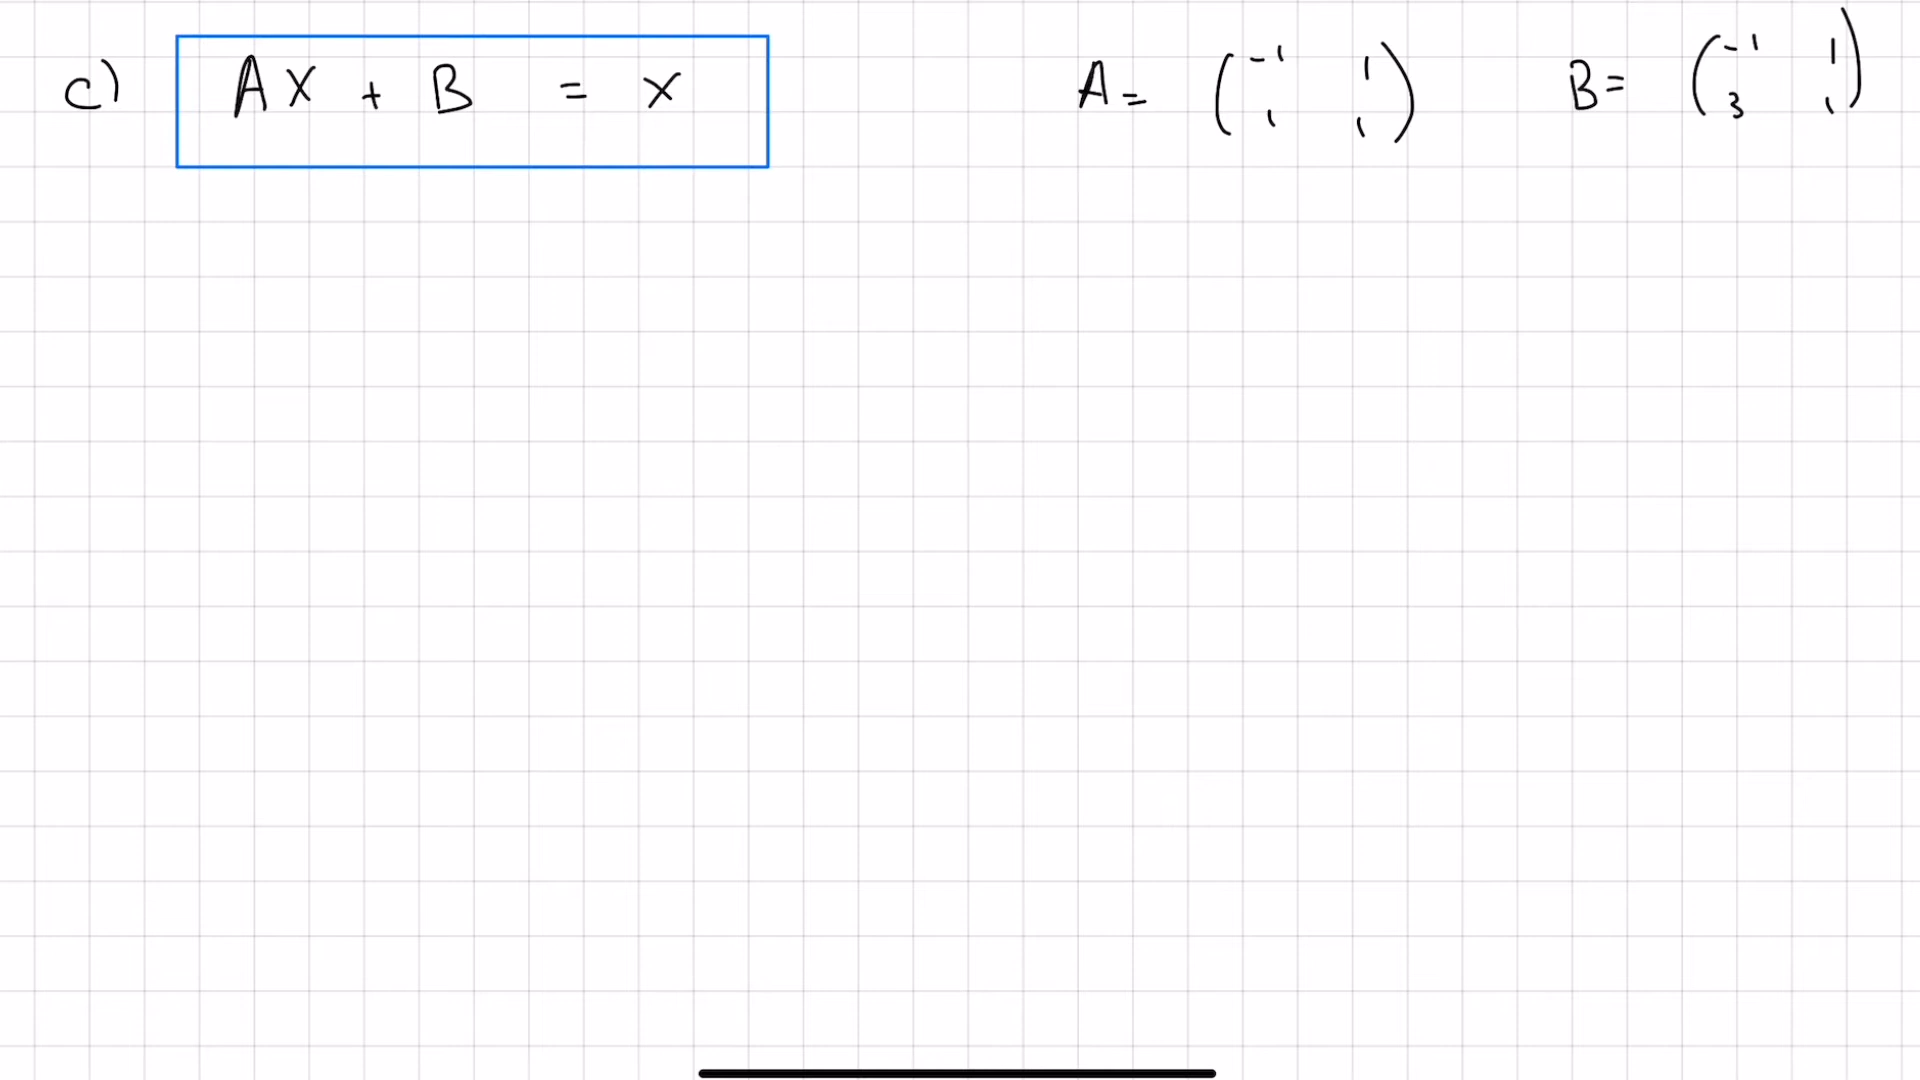 c) AX + B = X A = ( -1 1 ) B = ( -1 1 )
( 1 1 ) ( 3 1 )